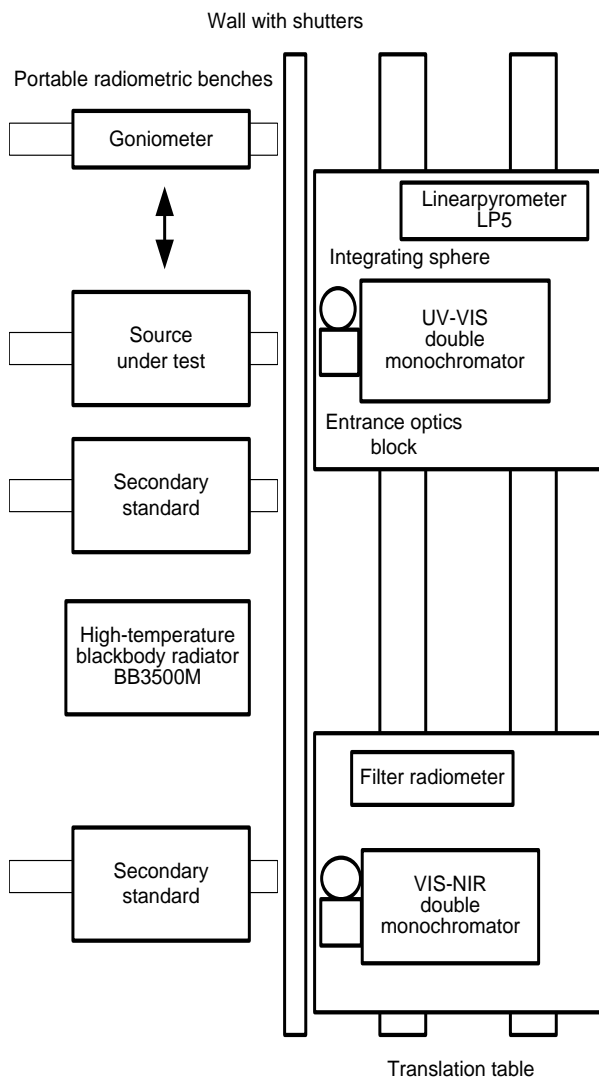 Wall with shutters
Portable radiometric benches
Goniometer
Linearpyrometer
LP5
Integrating sphere
Source
under test
UV-VIS
double
monochromator
Entrance optics
block
Secondary
standard
High-temperature
blackbody radiator
BB3500M
Filter radiometer
Secondary
standard
VIS-NIR
double
monochromator
Translation table